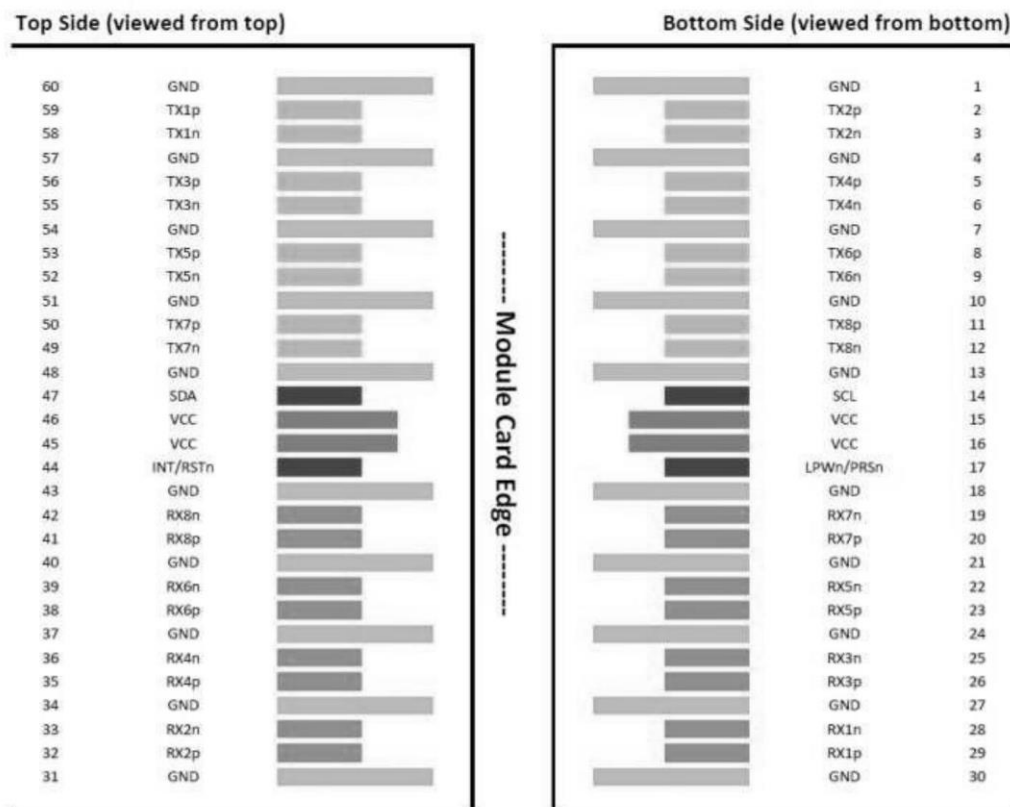 Top Side (viewed from top) Bottom Side (viewed from bottom)
60 GND GND 1
59 TX1p TX2p 2
58 TX1n TX2n 3
57 GND GND 4
56 TX3p TX4p 5
55 TX3n TX4n 6
54 GND GND 7
53 TX5p TX6p 8
52 TX5n TX6n 9
51 GND GND 10
50 TX7p TX8p 11
49 TX7n TX8n 12
48 GND GND 13
47 SDA SCL 14
46 VCC VCC 15
45 VCC VCC 16
44 INT/RSTn LPWn/PRSn 17
43 GND GND 18
42 RX8n RX7n 19
41 RX8p RX7p 20
40 GND GND 21
39 RX6n RX5n 22
38 RX6p RX5p 23
37 GND GND 24
36 RX4n RX3n 25
35 RX4p RX3p 26
34 GND GND 27
33 RX2n RX1n 28
32 RX2p RX1p 29
31 GND GND 30
-------- Module Card Edge --------